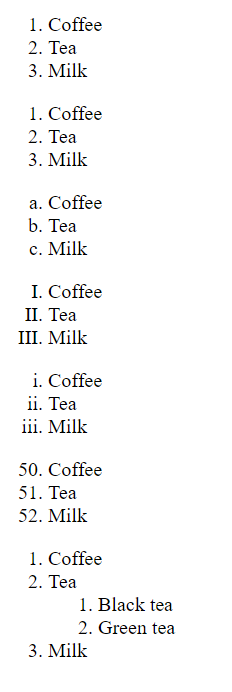 1. Coffee
2. Tea
3. Milk
1. Coffee
2. Tea
3. Milk
a. Coffee
b. Tea
c. Milk
I. Coffee
II. Tea
III. Milk
i. Coffee
ii. Tea
iii. Milk
50. Coffee
51. Tea
52. Milk
1. Coffee
2. Tea
1. Black tea
2. Green tea
3. Milk